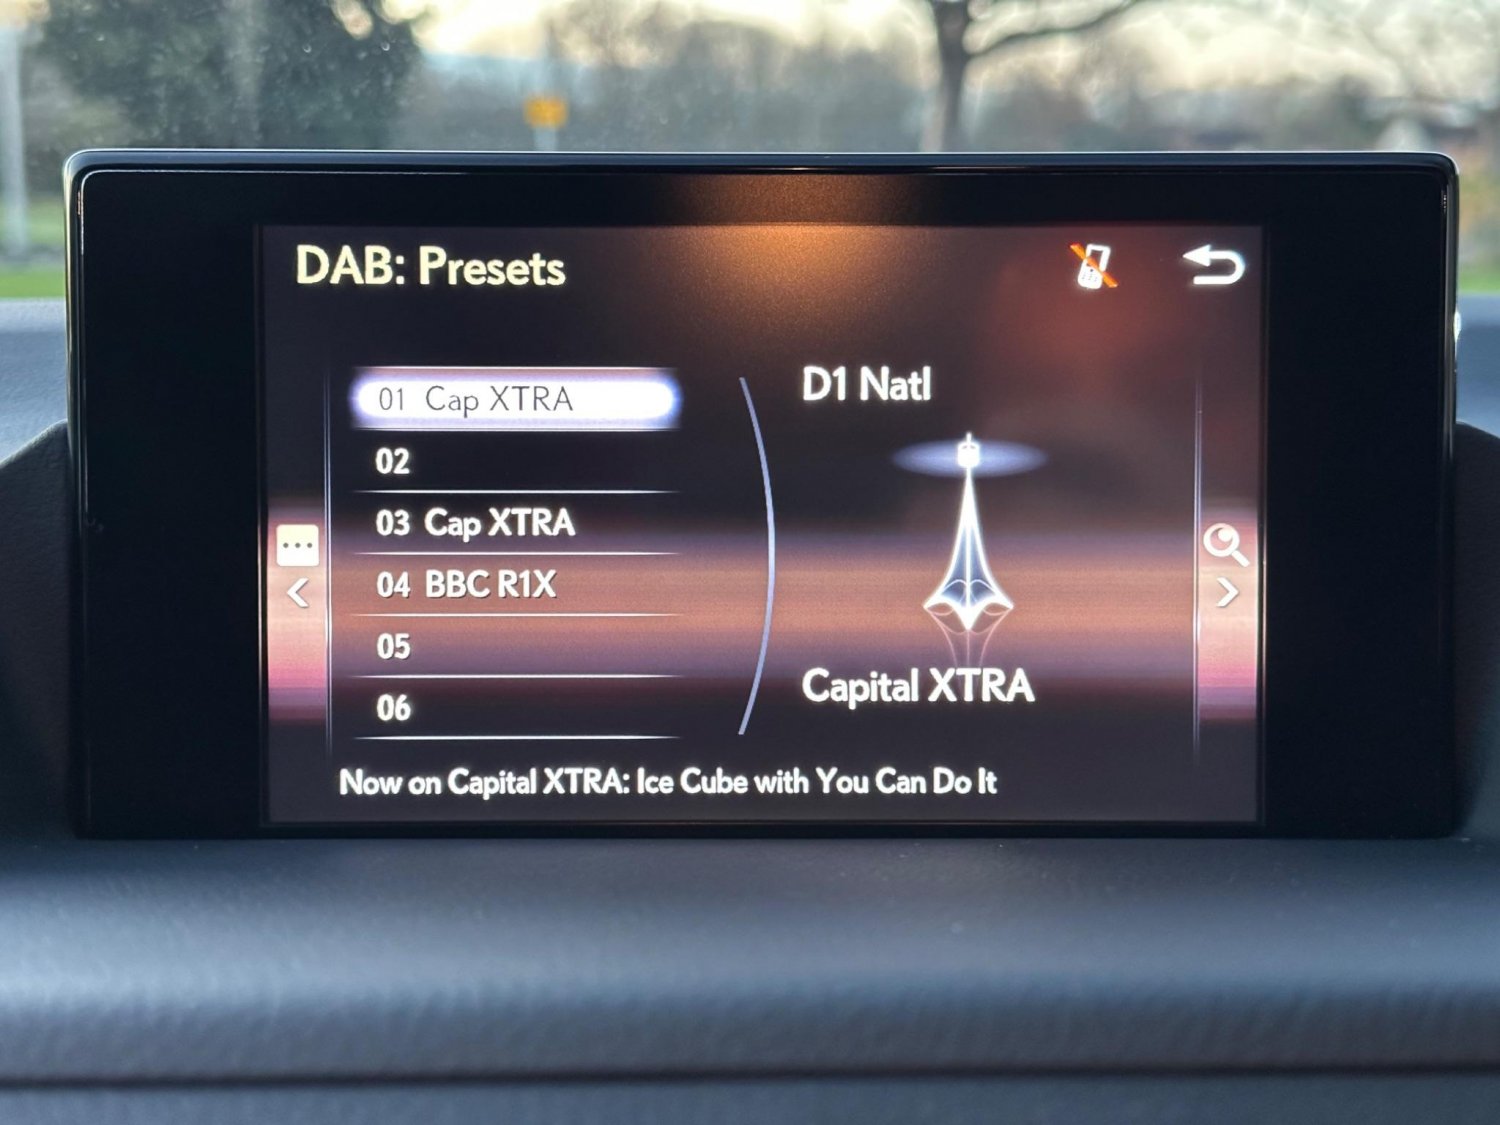 DAB: Presets
01 Cap XTRA
02
03 Cap XTRA
04 BBC R1X
05
06
D1 Natl
Capital XTRA
Now on Capital XTRA: Ice Cube with You Can Do It